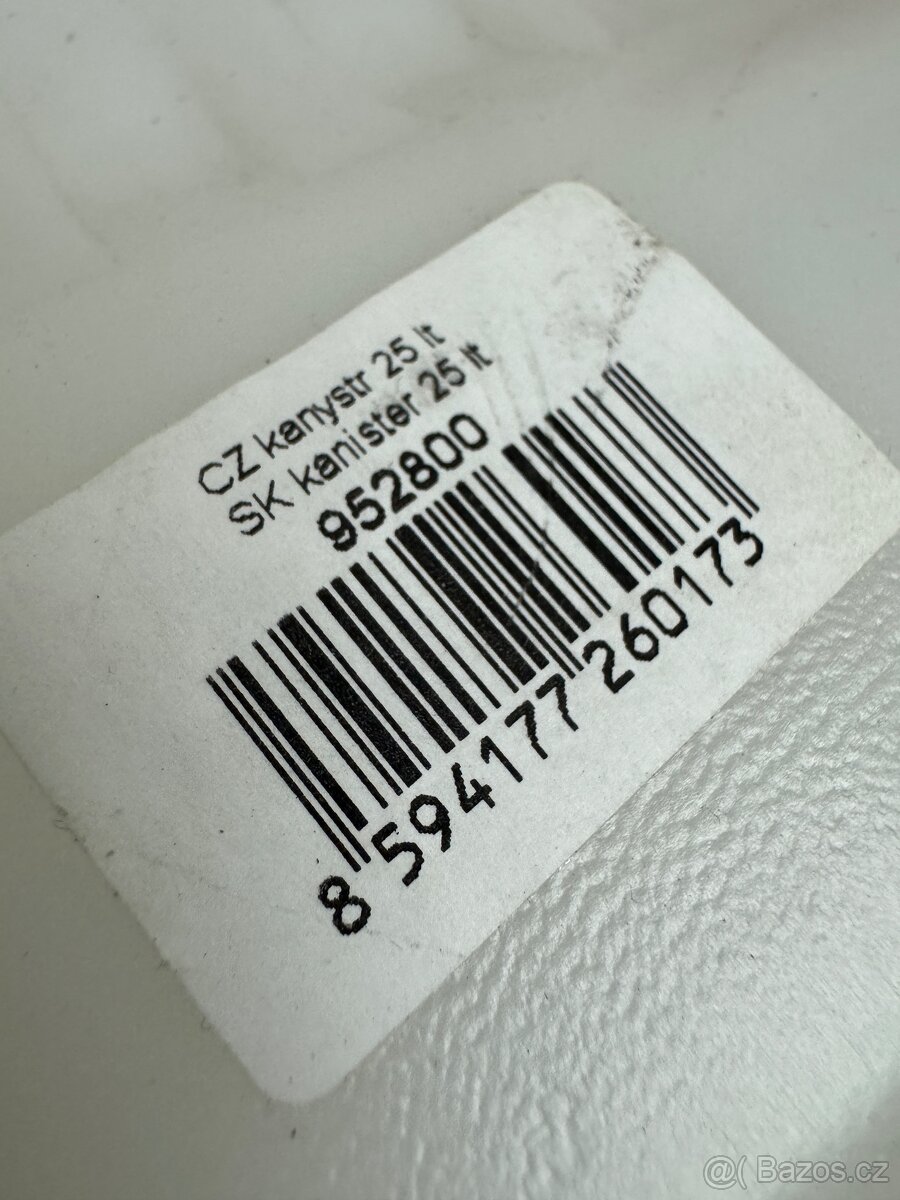 CZ kanystr 25 lt
SK kanister 25 lt
952800
8 594177 260173
@( Bazos.cz